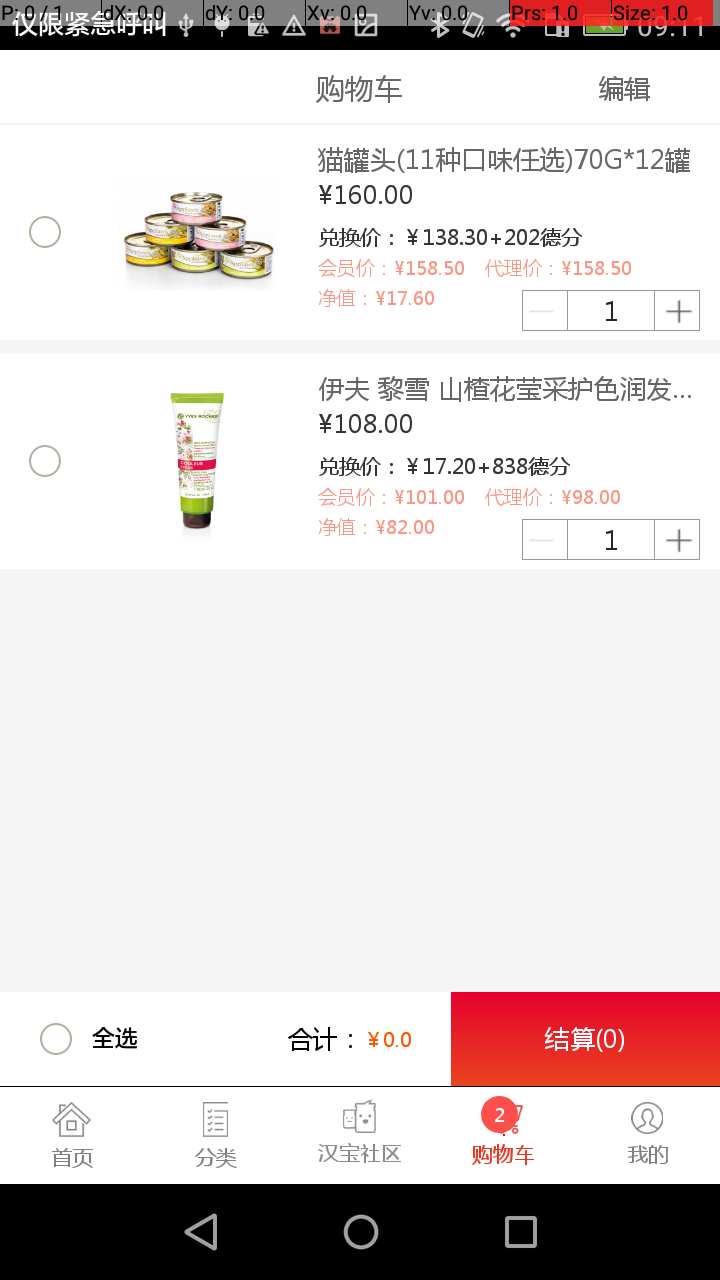 P: 0 / 1 dX: 0.0 dY: 0.0 Xv: 0.0 Yv: 0.0 Prs: 1.0 Size: 1.0
仅限紧急呼叫 09:11
购物车 编辑
猫罐头(11种口味任选)70G*12罐
¥160.00
兑换价：¥138.30+202德分
会员价：¥158.50 代理价：¥158.50
净值：¥17.60
1
伊夫 黎雪 山楂花莹采护色润发...
¥108.00
兑换价：¥17.20+838德分
会员价：¥101.00 代理价：¥98.00
净值：¥82.00
1
YVES ROCHER
COULEUR
全选 合计：¥0.0 结算(0)
2
首页 分类 汉宝社区 购物车 我的